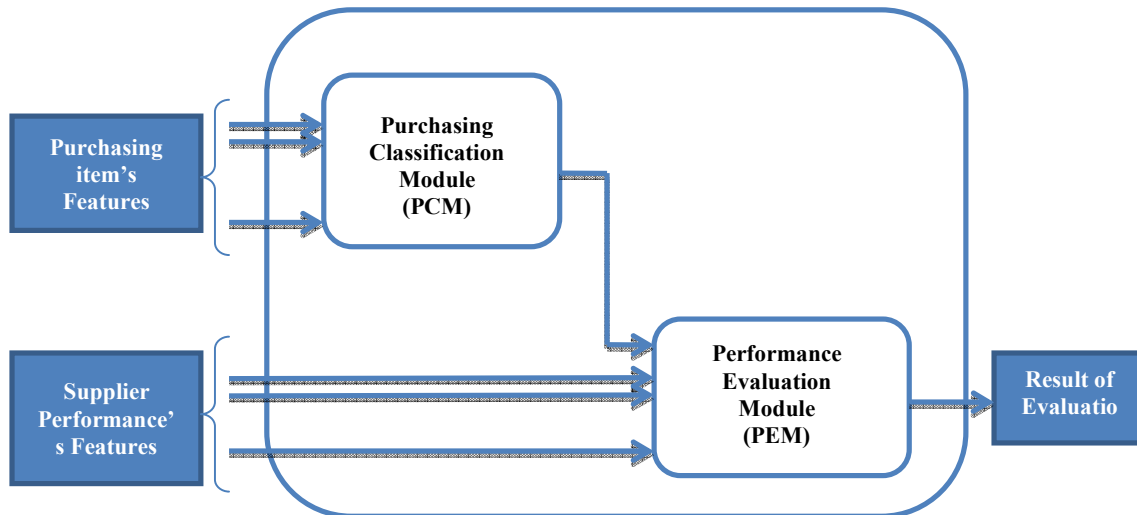 Purchasing
item's
Features
Purchasing
Classification
Module
(PCM)
Supplier
Performance’
s Features
Performance
Evaluation
Module
(PEM)
Result of
Evaluatio